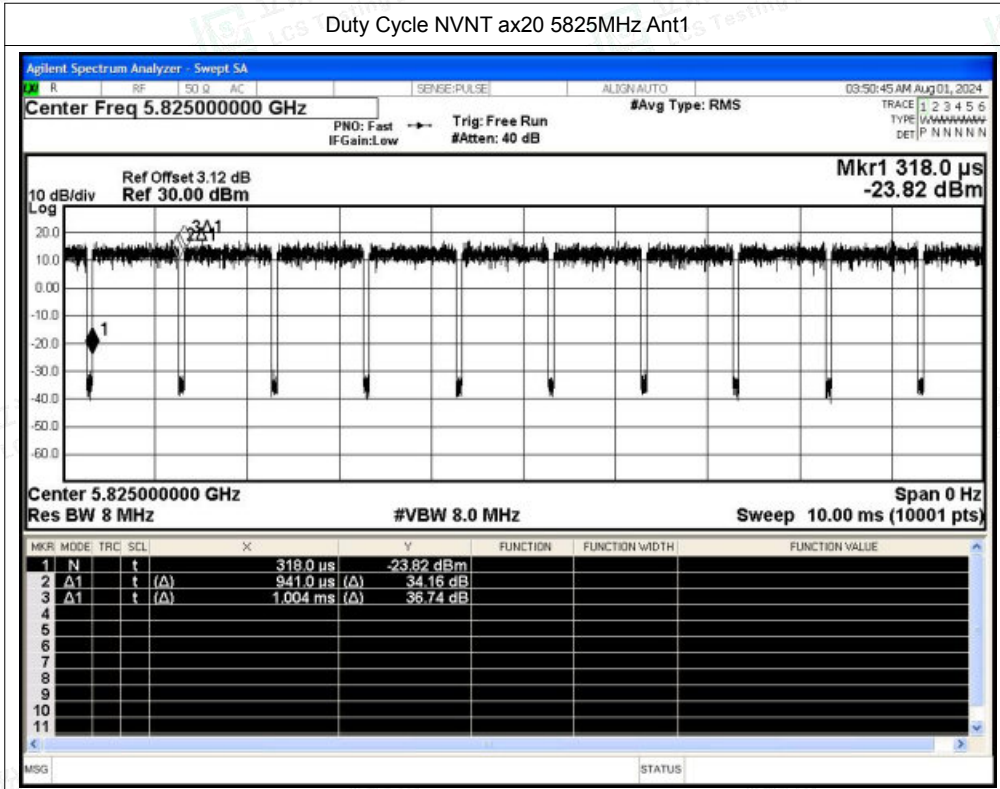 Duty Cycle NVNT ax20 5825MHz Ant1
Agilent Spectrum Analyzer - Swept SA
R RF 50 Ω AC SENSE:PULSE ALIGN AUTO 03:50:45 AM Aug 01, 2024
Center Freq 5.825000000 GHz #Avg Type: RMS TRACE 1 2 3 4 5 6
PNO: Fast Trig: Free Run TYPE
IFGain:Low #Atten: 40 dB DET P N N N N N
Mkr1 318.0 µs
Ref Offset 3.12 dB
10 dB/div Ref 30.00 dBm -23.82 dBm
Log
20.0
10.0
0.00
-10.0
-20.0
-30.0
-40.0
-50.0
-60.0
3Δ1
2Δ1
1
Center 5.825000000 GHz Span 0 Hz
Res BW 8 MHz #VBW 8.0 MHz Sweep 10.00 ms (10001 pts)
MKR MODE TRC SCL X Y FUNCTION FUNCTION WIDTH FUNCTION VALUE
1 N t 318.0 µs -23.82 dBm
2 Δ1 t (Δ) 941.0 µs (Δ) 34.16 dB
3 Δ1 t (Δ) 1.004 ms (Δ) 36.74 dB
4
5
6
7
8
9
10
11
MSG STATUS